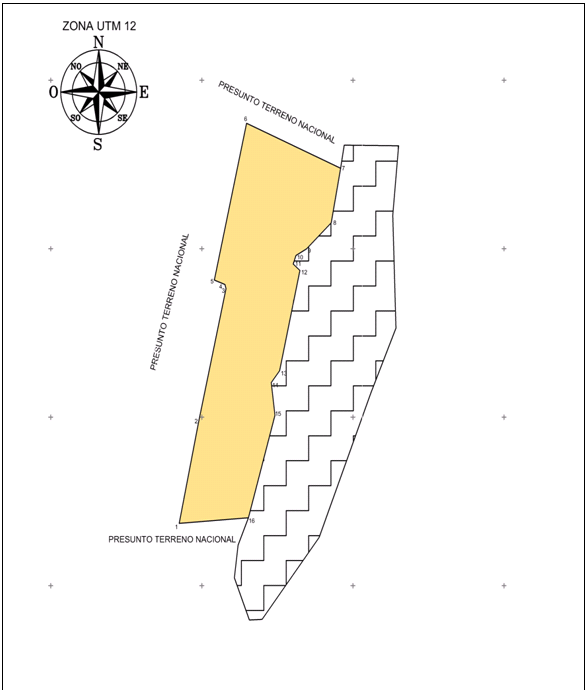 ZONA UTM 12
N
NO
NE
O
E
SO
SE
S
PRESUNTO TERRENO NACIONAL
6
7
8
9
10
11
12
PRESUNTO TERRENO NACIONAL
5
4
3
13
14
15
2
1
16
PRESUNTO TERRENO NACIONAL